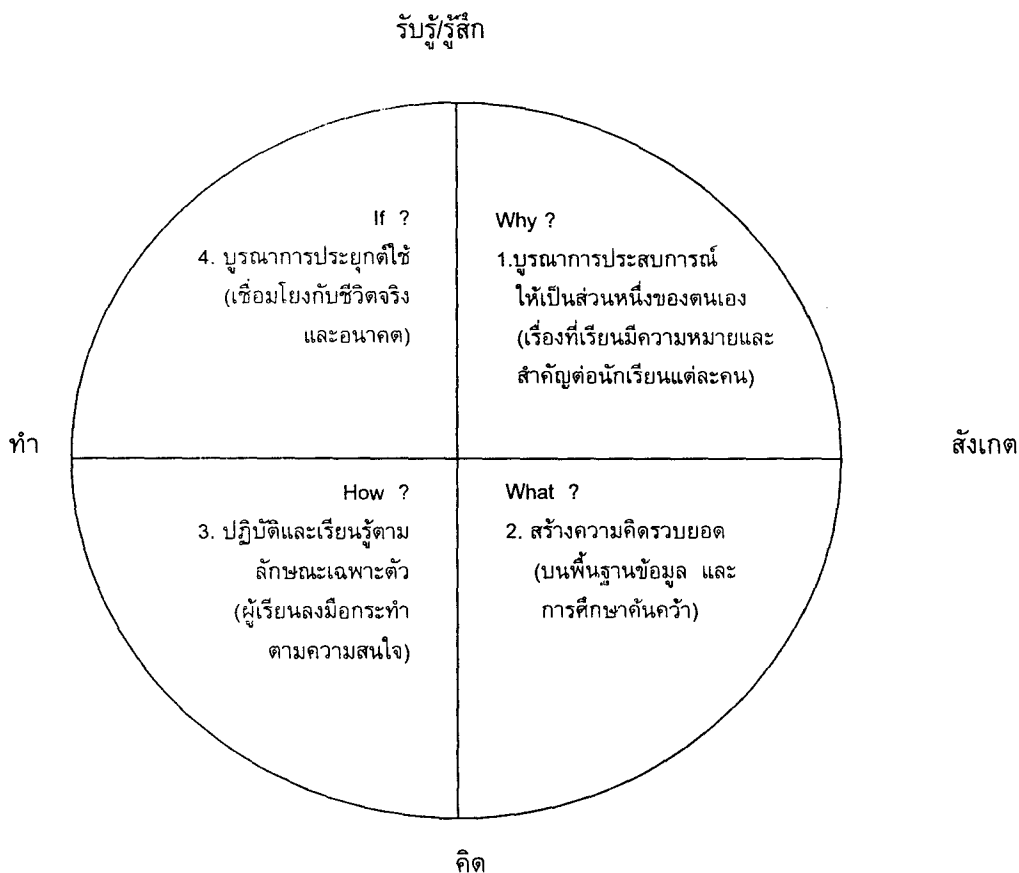 รับรู้/รู้สึก
If ?
4. บูรณาการประยุกต์ใช้
(เชื่อมโยงกับชีวิตจริง
และอนาคต)
Why ?
1.บูรณาการประสบการณ์
ให้เป็นส่วนหนึ่งของตนเอง
(เรื่องที่เรียนมีความหมายและ
สำคัญต่อนักเรียนแต่ละคน)
ทำ
สังเกต
How ?
3. ปฏิบัติและเรียนรู้ตาม
ลักษณะเฉพาะตัว
(ผู้เรียนลงมือกระทำ
ตามความสนใจ)
What ?
2. สร้างความคิดรวบยอด
(บนพื้นฐานข้อมูล และ
การศึกษาค้นคว้า)
คิด